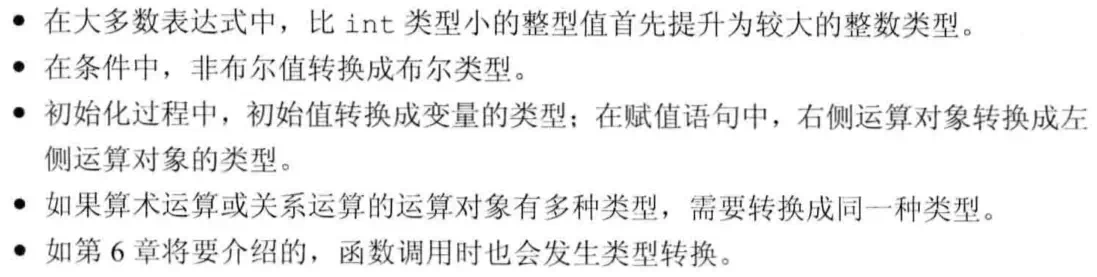 • 在大多数表达式中，比 int 类型小的整型值首先提升为较大的整数类型。
• 在条件中，非布尔值转换成布尔类型。
• 初始化过程中，初始值转换成变量的类型；在赋值语句中，右侧运算对象转换成左
侧运算对象的类型。
• 如果算术运算或关系运算的运算对象有多种类型，需要转换成同一种类型。
• 如第 6 章将要介绍的，函数调用时也会发生类型转换。